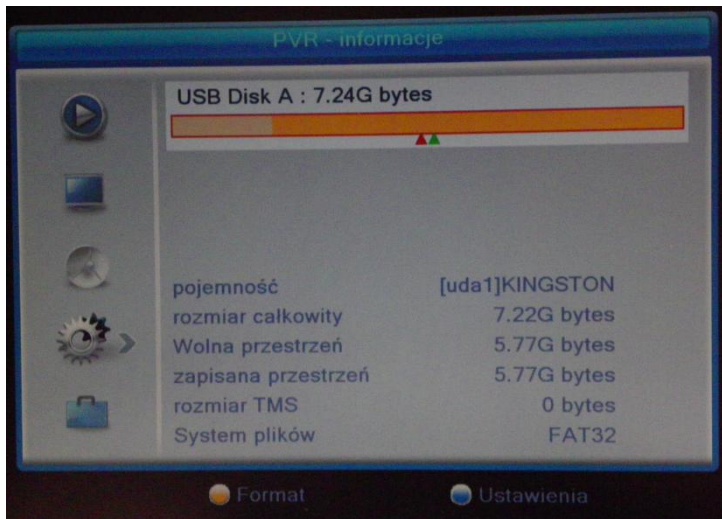 PVR - informacje
USB Disk A : 7.24G bytes
pojemność [uda1]KINGSTON
rozmiar całkowity 7.22G bytes
Wolna przestrzeń 5.77G bytes
zapisana przestrzeń 5.77G bytes
rozmiar TMS 0 bytes
System plików FAT32
Format Ustawienia